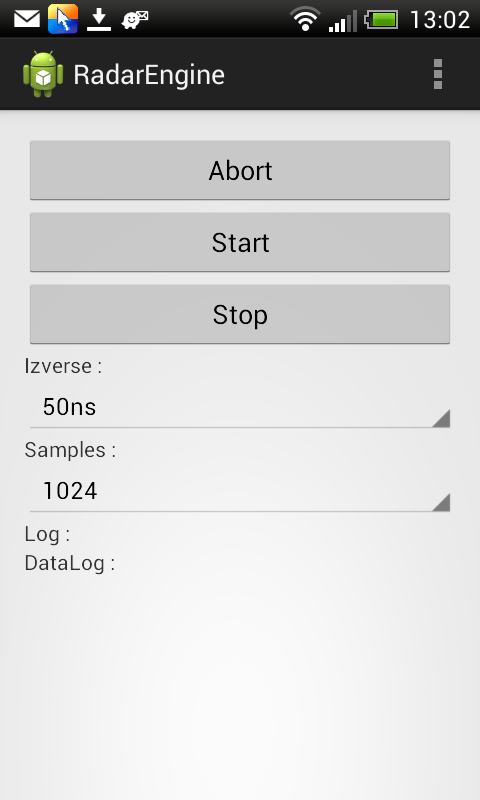 13:02
RadarEngine
Abort
Start
Stop
Izverse :
50ns
Samples :
1024
Log :
DataLog :